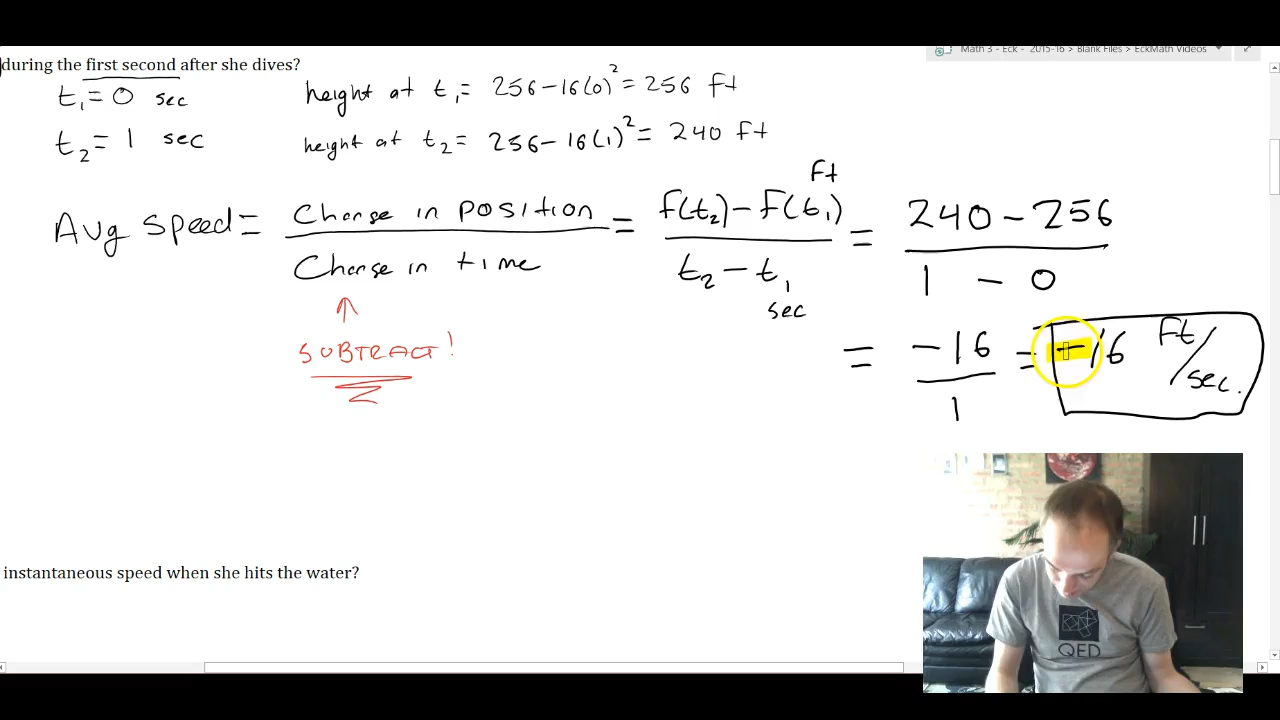 Math 3 - Eck - 2015-16 > Blank Files > EckMath Videos
during the first second after she dives?
t₁ = 0 sec
height at t₁ = 256 - 16(0)² = 256 ft
t₂ = 1 sec
height at t₂ = 256 - 16(1)² = 240 ft
Ft
Avg speed = Change in position = f(t₂) - f(t₁) = 240 - 256
Change in time t₂ - t₁ 1 - 0
sec
SUBTRACT!
= -16 = -16 Ft/sec.
1
instantaneous speed when she hits the water?
QED